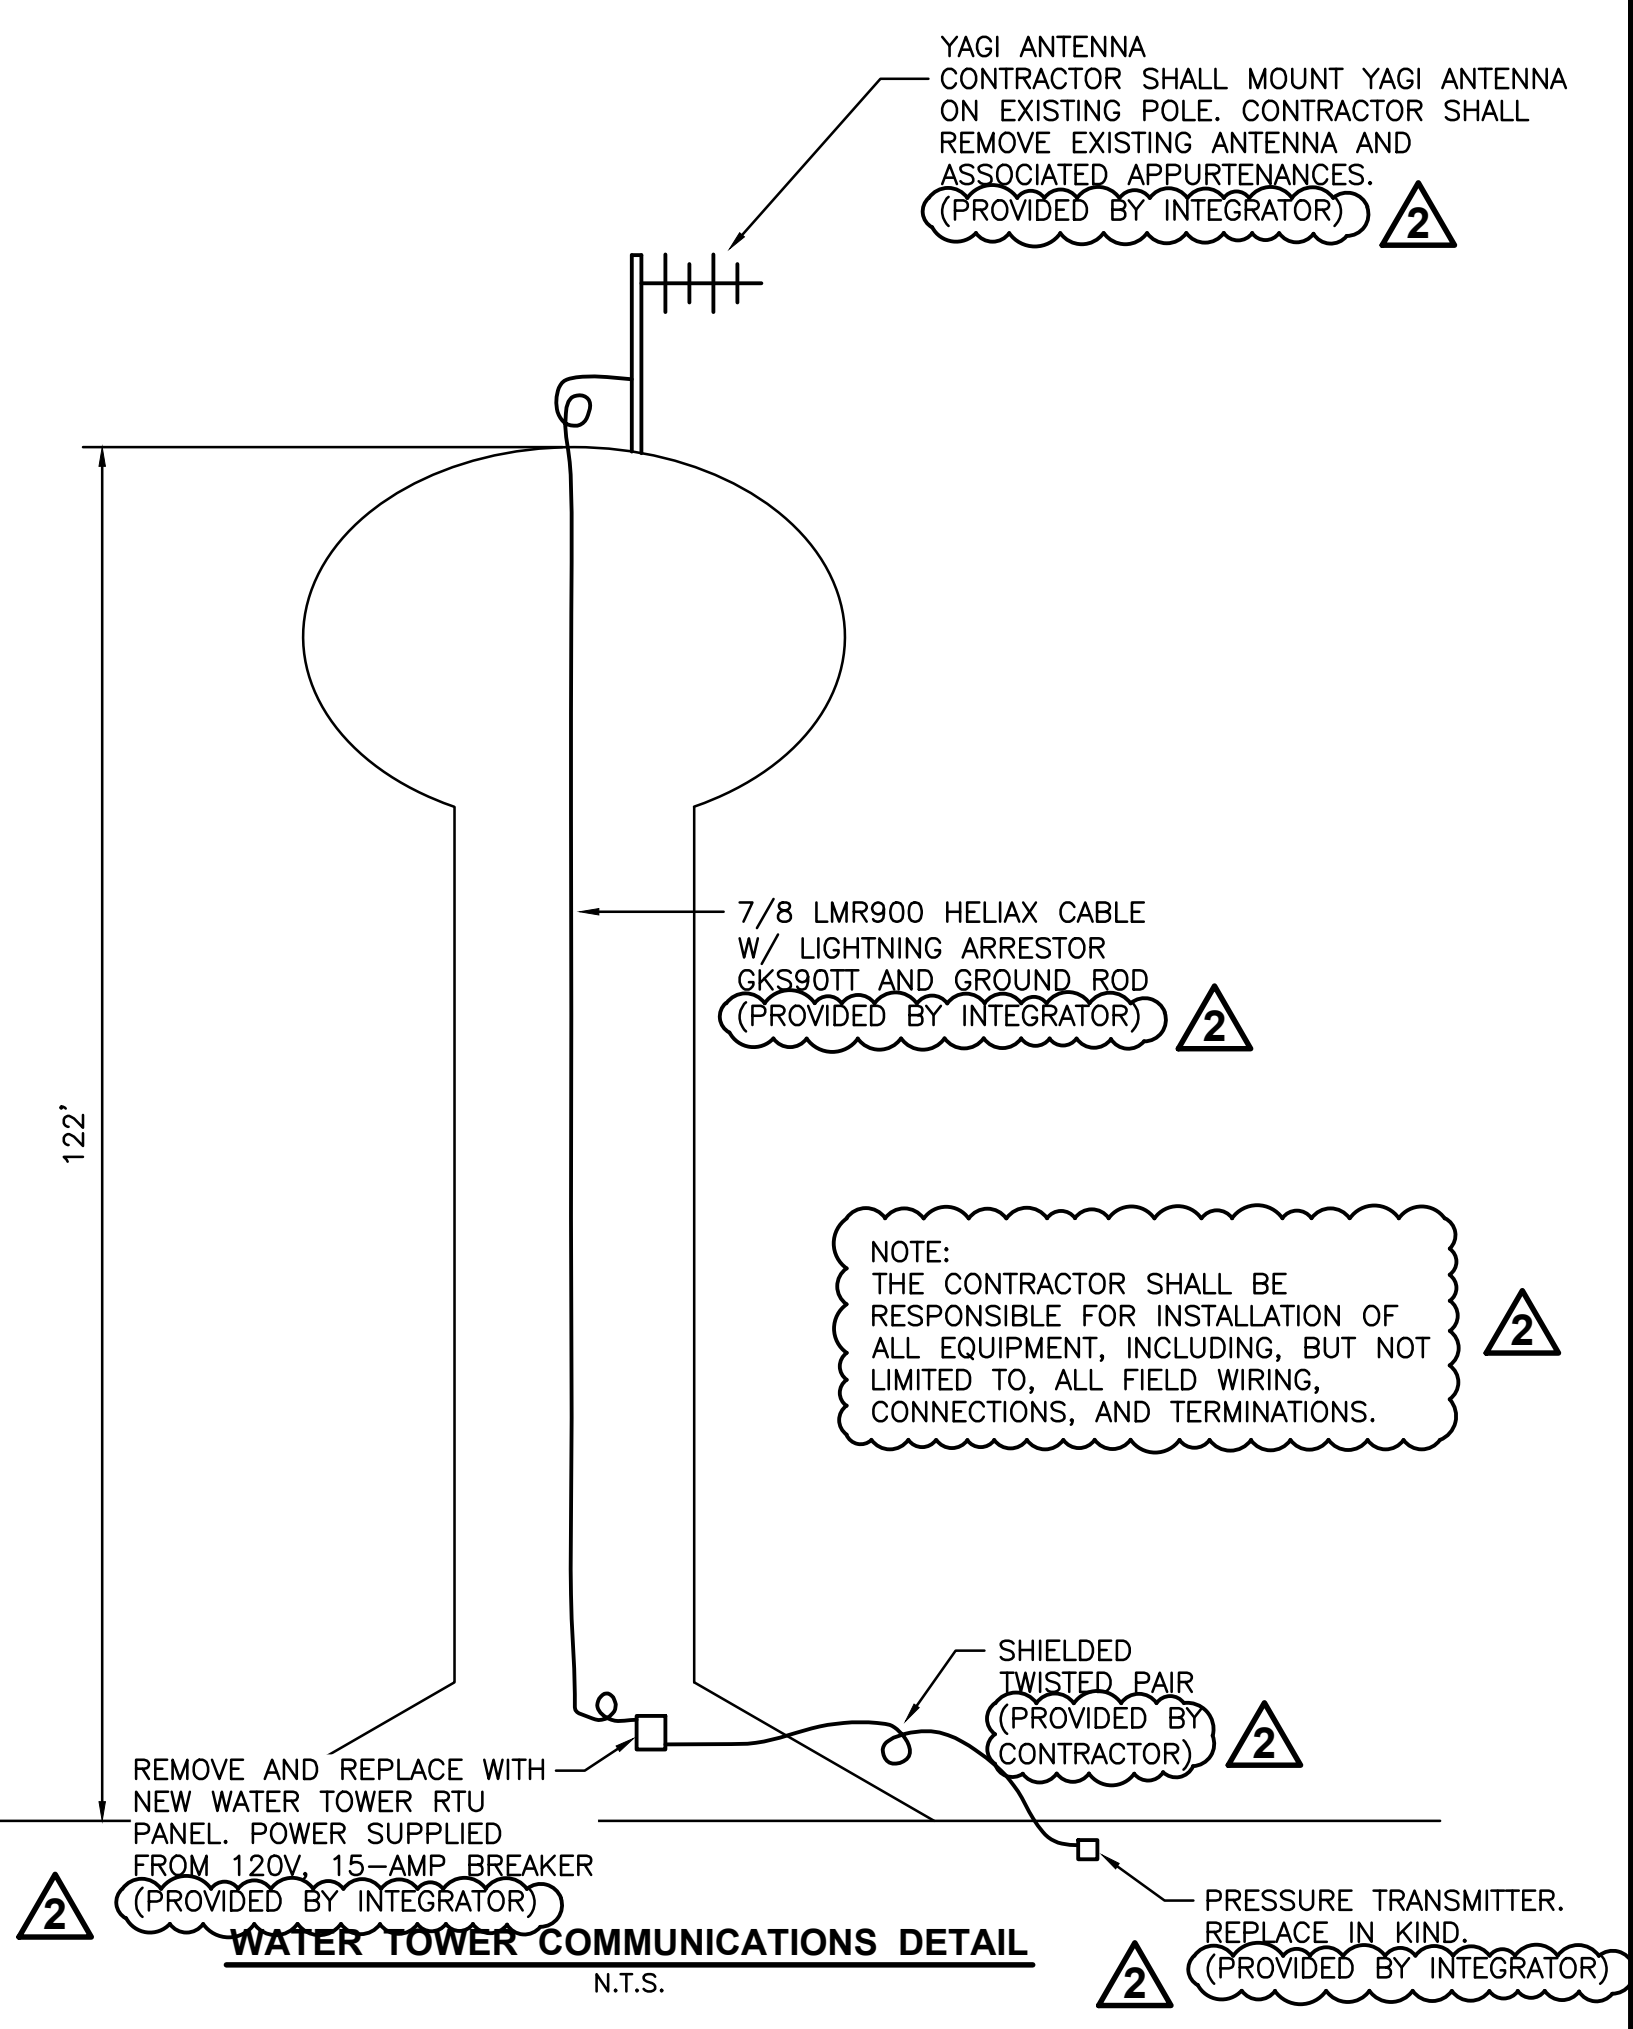 YAGI ANTENNA
CONTRACTOR SHALL MOUNT YAGI ANTENNA
ON EXISTING POLE. CONTRACTOR SHALL
REMOVE EXISTING ANTENNA AND
ASSOCIATED APPURTENANCES.
(PROVIDED BY INTEGRATOR)
2
7/8 LMR900 HELIAX CABLE
W/ LIGHTNING ARRESTOR
GKS90TT AND GROUND ROD
(PROVIDED BY INTEGRATOR)
2
122'
NOTE:
THE CONTRACTOR SHALL BE
RESPONSIBLE FOR INSTALLATION OF
ALL EQUIPMENT, INCLUDING, BUT NOT
LIMITED TO, ALL FIELD WIRING,
CONNECTIONS, AND TERMINATIONS.
2
SHIELDED
TWISTED PAIR
(PROVIDED BY
CONTRACTOR)
2
REMOVE AND REPLACE WITH
NEW WATER TOWER RTU
PANEL. POWER SUPPLIED
FROM 120V, 15-AMP BREAKER
(PROVIDED BY INTEGRATOR)
2
PRESSURE TRANSMITTER.
REPLACE IN KIND.
(PROVIDED BY INTEGRATOR)
2
WATER TOWER COMMUNICATIONS DETAIL
N.T.S.